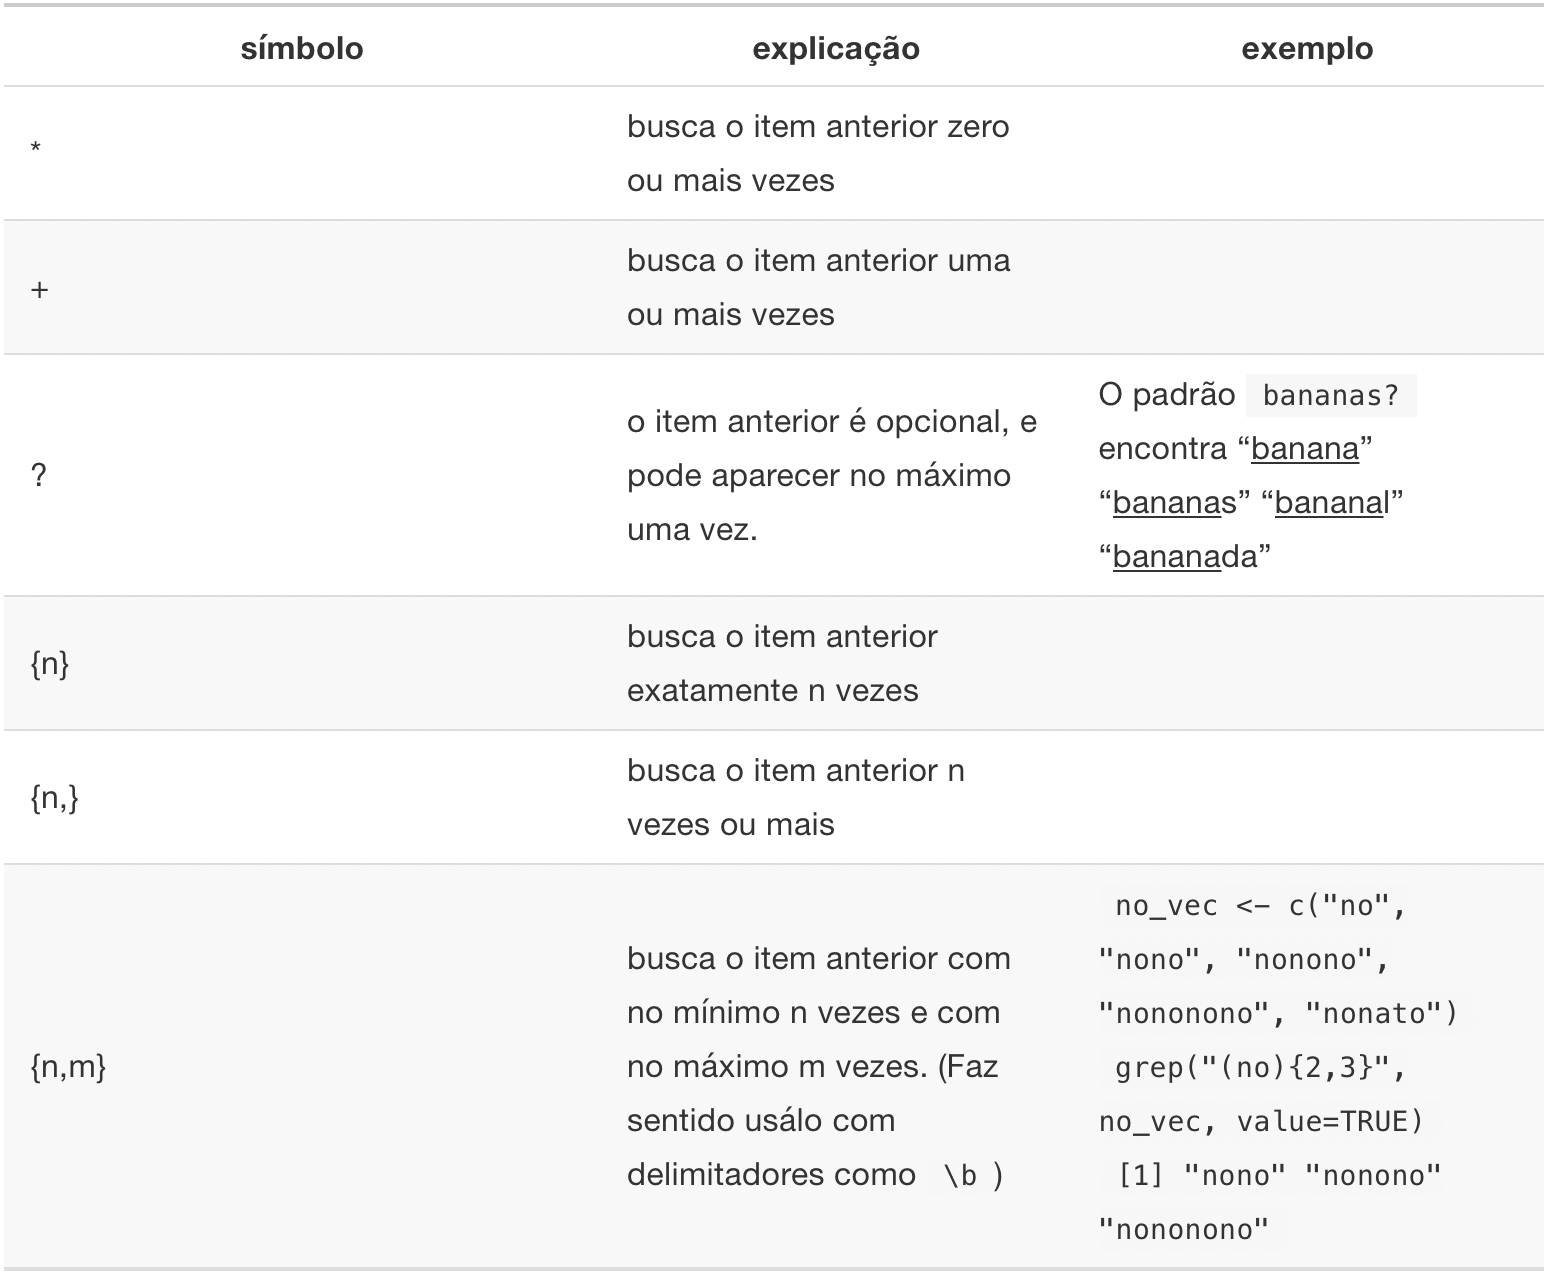 símbolo explicação exemplo
*
busca o item anterior zero
ou mais vezes
+
busca o item anterior uma
ou mais vezes
?
o item anterior é opcional, e
pode aparecer no máximo
uma vez.
O padrão bananas?
encontra “banana”
“bananas” “bananal”
“bananada”
{n}
busca o item anterior
exatamente n vezes
{n,}
busca o item anterior n
vezes ou mais
{n,m}
busca o item anterior com
no mínimo n vezes e com
no máximo m vezes. (Faz
sentido usálo com
delimitadores como \b )
no_vec <- c("no",
"nono", "nonono",
"nononono", "nonato")
grep("(no){2,3}",
no_vec, value=TRUE)
[1] "nono" "nonono"
"nononono"